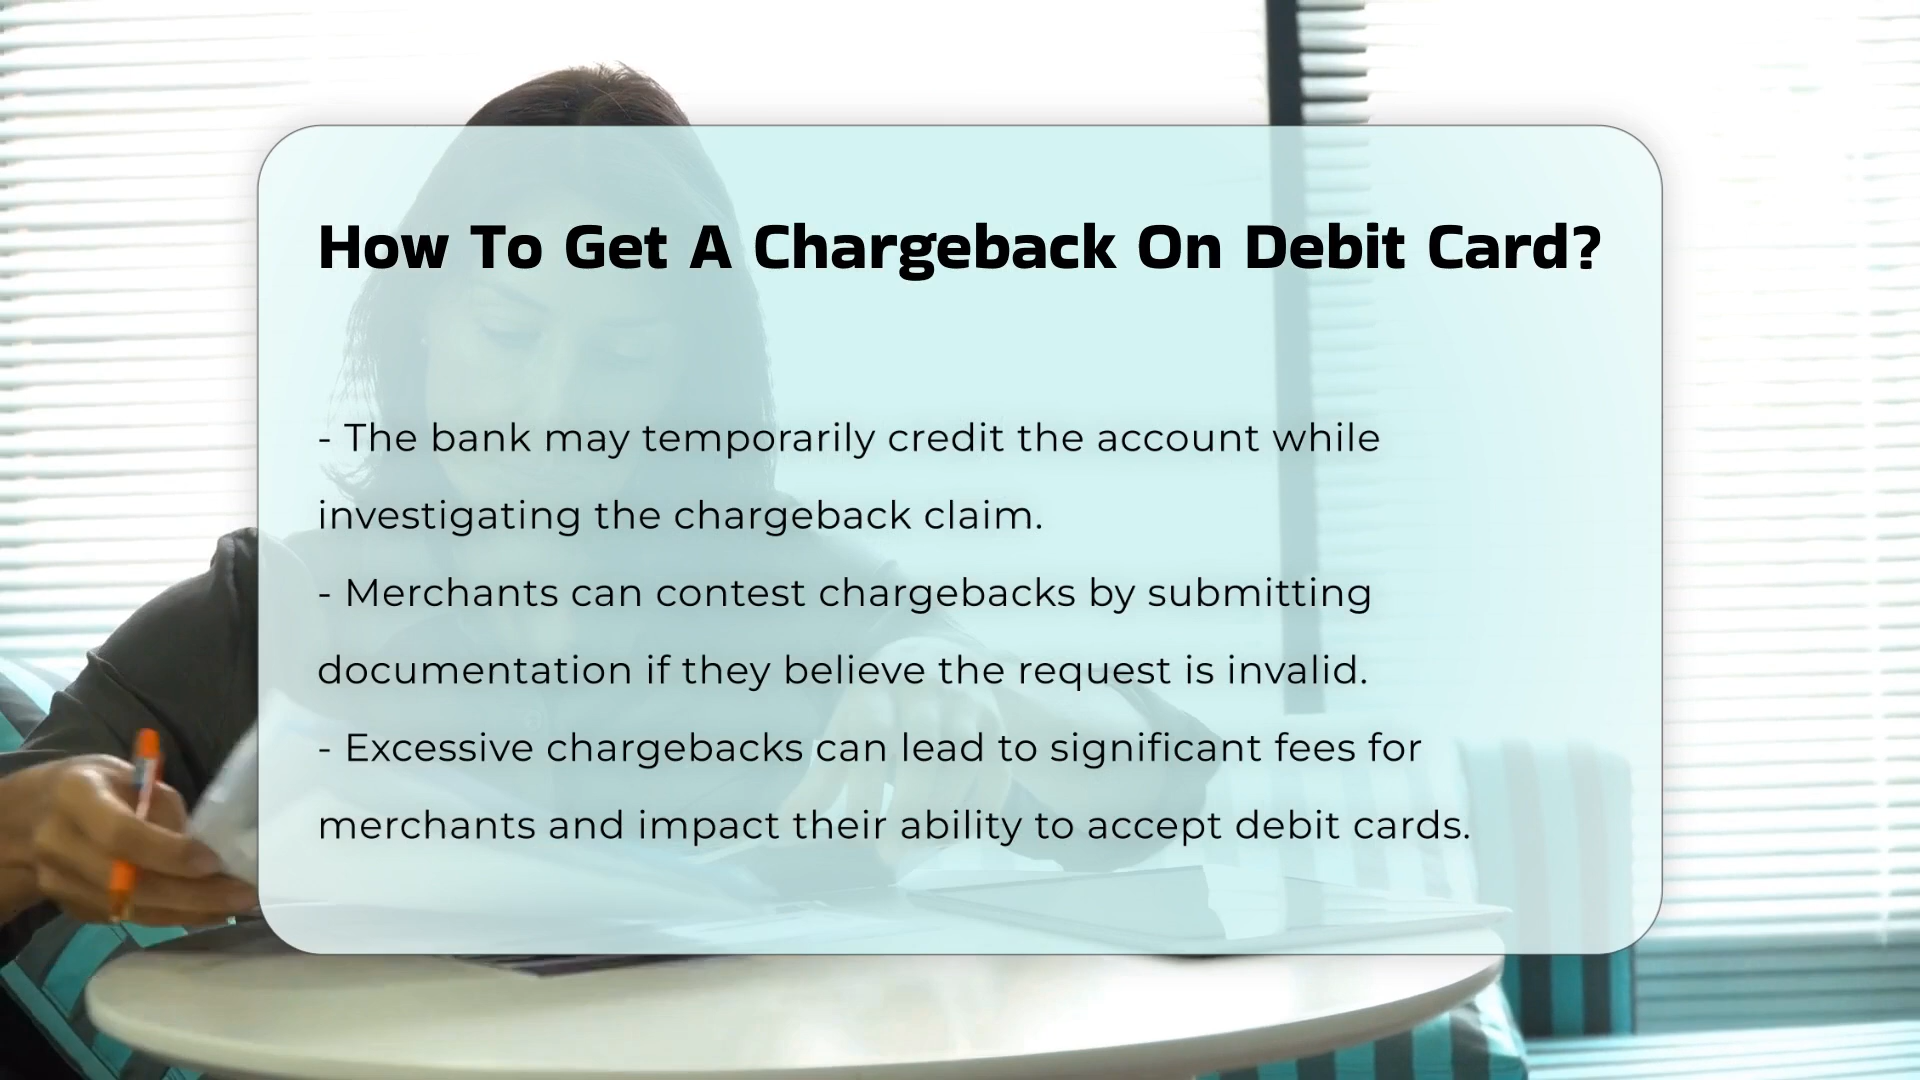 How To Get A Chargeback On Debit Card?
- The bank may temporarily credit the account while
investigating the chargeback claim.
- Merchants can contest chargebacks by submitting
documentation if they believe the request is invalid.
- Excessive chargebacks can lead to significant fees for
merchants and impact their ability to accept debit cards.